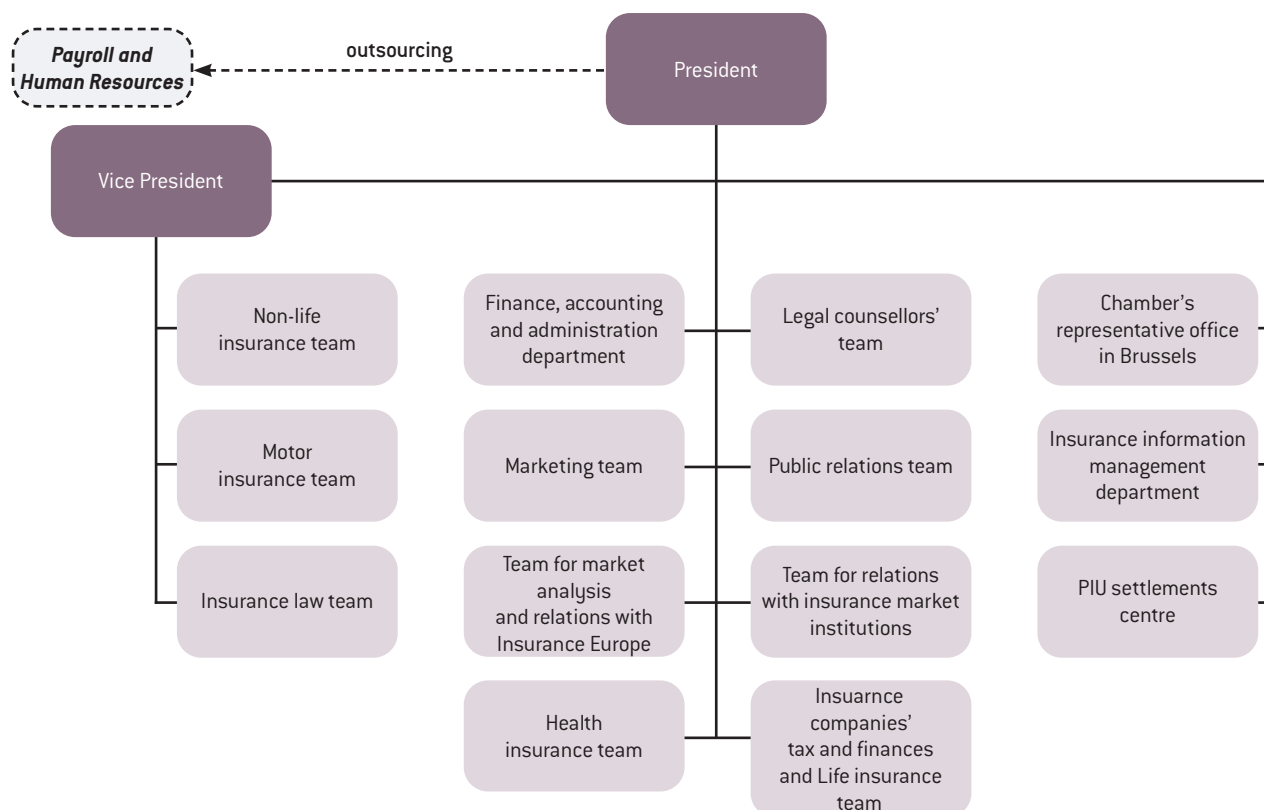 Payroll and
Human Resources
outsourcing
President
Vice President
Non-life
insurance team
Finance, accounting
and administration
department
Legal counsellors’
team
Chamber’s
representative office
in Brussels
Motor
insurance team
Marketing team
Public relations team
Insurance information
management
department
Insurance law team
Team for market
analysis
and relations with
Insurance Europe
Team for relations
with insurance market
institutions
PIU settlements
centre
Health
insurance team
Insuarnce
companies’
tax and finances
and Life insurance
team